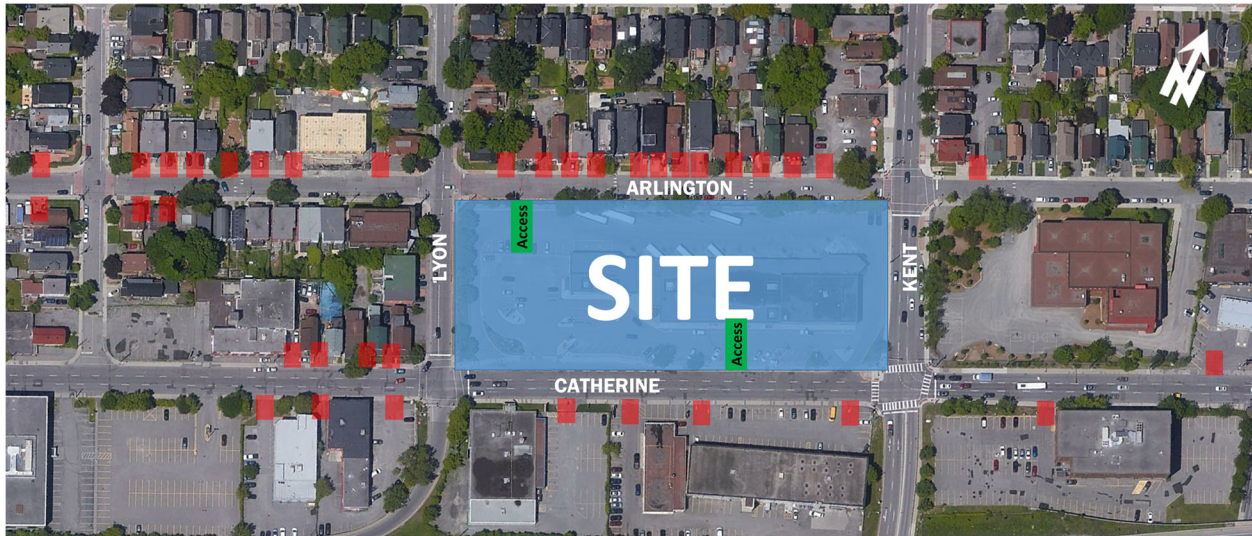 N
ARLINGTON
Access
LYON
SITE
KENT
Access
CATHERINE